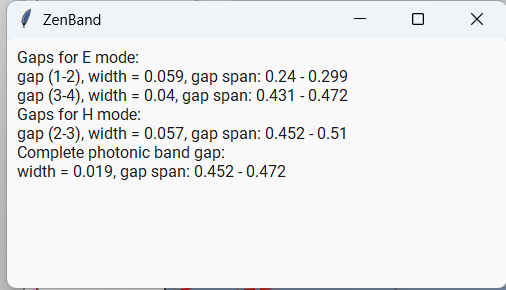 ZenBand
Gaps for E mode:
gap (1-2), width = 0.059, gap span: 0.24 - 0.299
gap (3-4), width = 0.04, gap span: 0.431 - 0.472
Gaps for H mode:
gap (2-3), width = 0.057, gap span: 0.452 - 0.51
Complete photonic band gap:
width = 0.019, gap span: 0.452 - 0.472